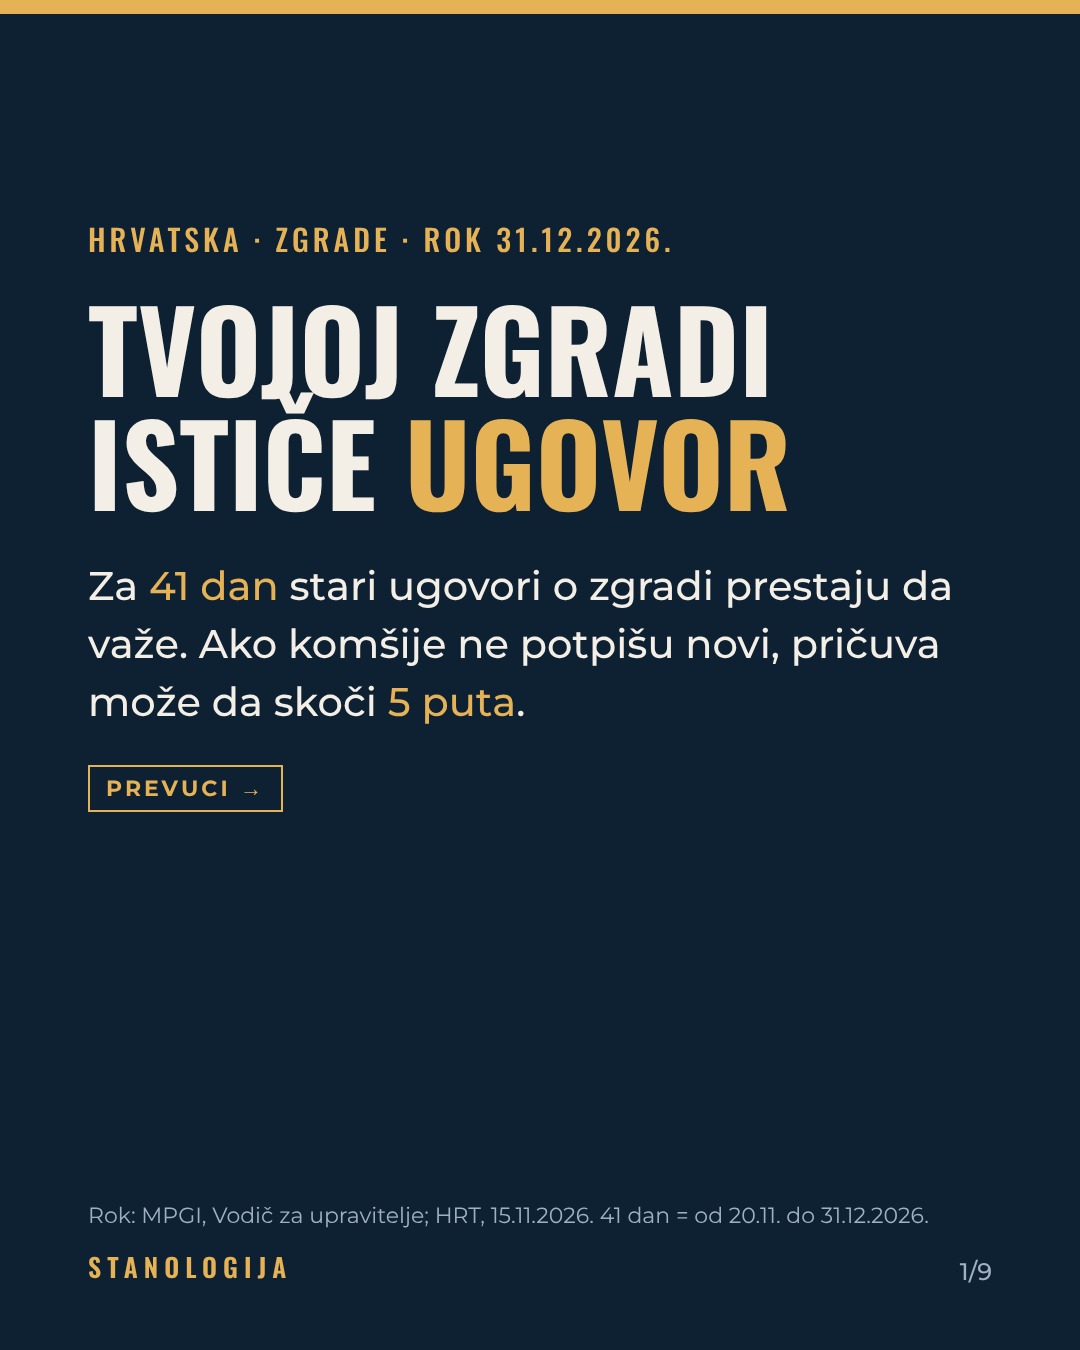 HRVATSKA · ZGRADE · ROK 31.12.2026.
TVOJOJ ZGRADI
ISTIČE UGOVOR
Za 41 dan stari ugovori o zgradi prestaju da
važe. Ako komšije ne potpišu novi, pričuva
može da skoči 5 puta.
PREVUCI →
Rok: MPGI, Vodič za upravitelje; HRT, 15.11.2026. 41 dan = od 20.11. do 31.12.2026.
STANOLOGIJA
1/9